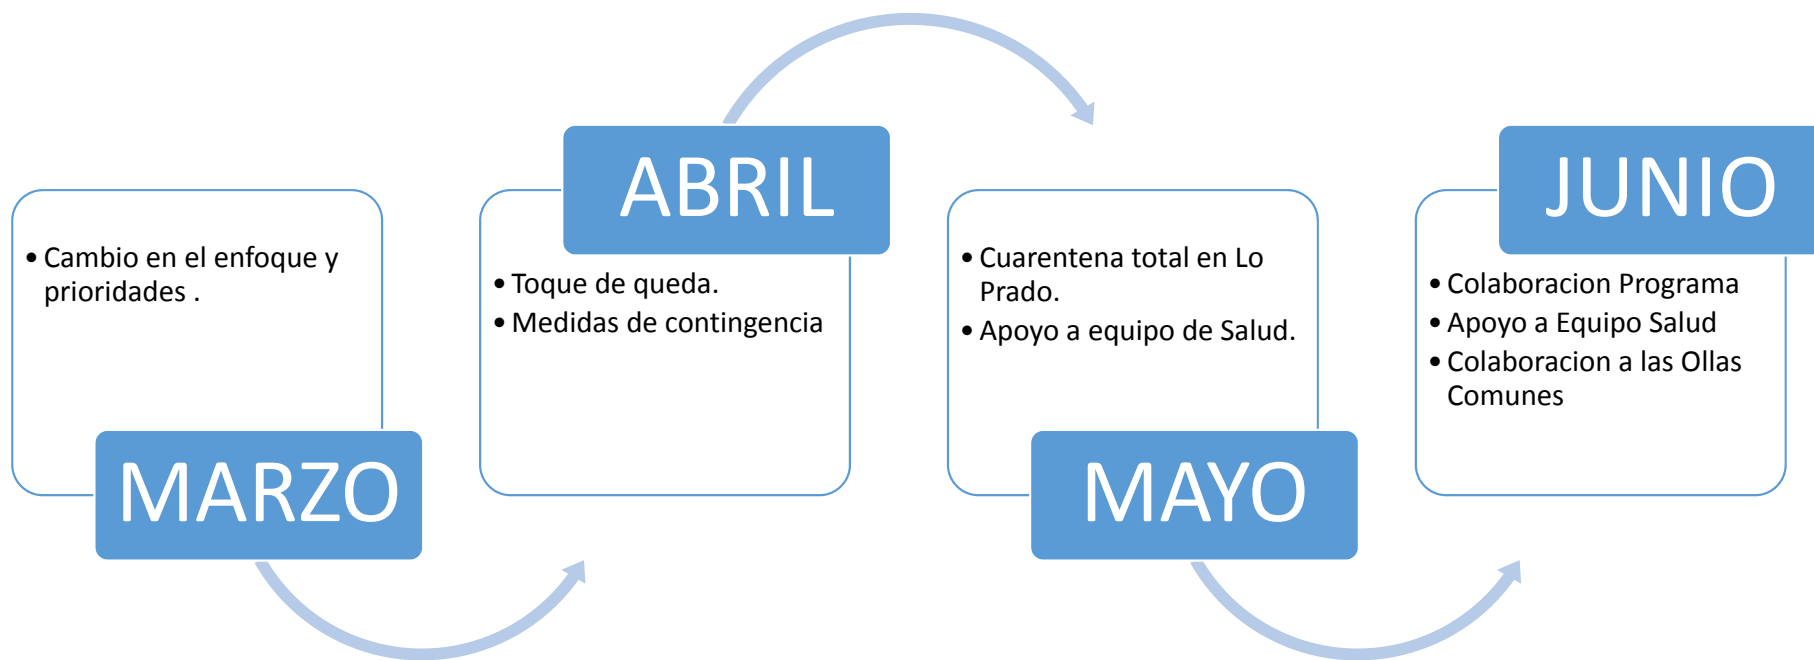 • Cambio en el enfoque y
prioridades .
MARZO
ABRIL
• Toque de queda.
• Medidas de contingencia
• Cuarentena total en Lo
Prado.
• Apoyo a equipo de Salud.
MAYO
JUNIO
• Colaboracion Programa
• Apoyo a Equipo Salud
• Colaboracion a las Ollas
Comunes